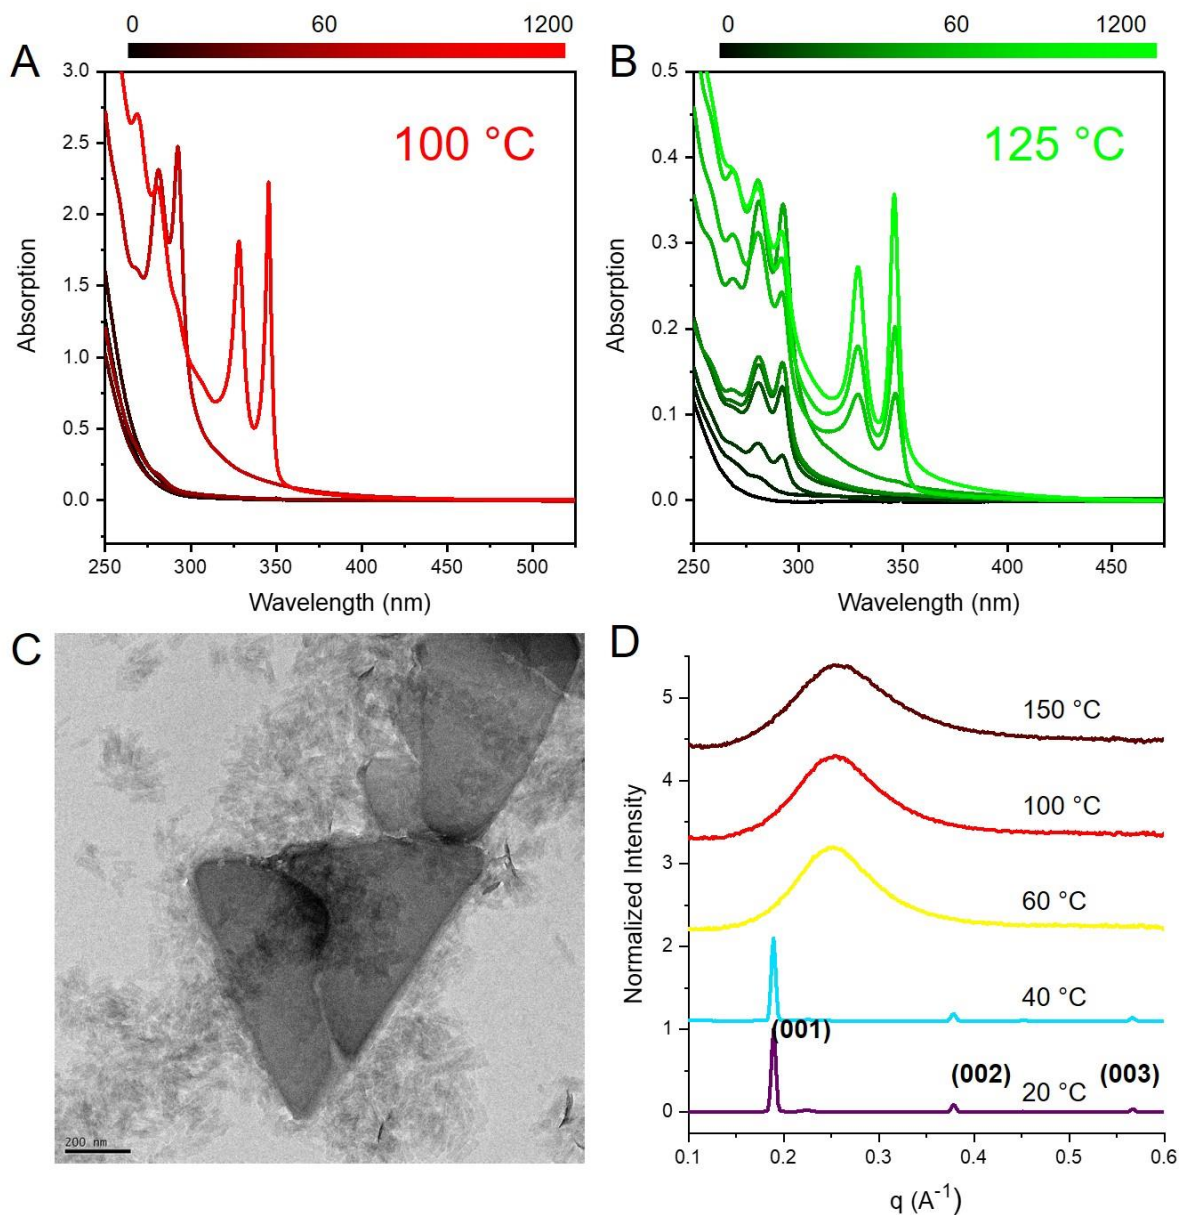 0 60 1200
0 60 1200
A
B
3.0
2.5
2.0
1.5
1.0
0.5
0.0
100 °C
Absorption
250 300 350 400 450 500
Wavelength (nm)
0.5
0.4
0.3
0.2
0.1
0.0
125 °C
Absorption
250 300 350 400 450
Wavelength (nm)
C
200 nm
D
5
4
3
2
1
0
Normalized Intensity
150 °C
100 °C
60 °C
40 °C
(001)
(002)
(003)
20 °C
0.1 0.2 0.3 0.4 0.5 0.6
q (A⁻¹)